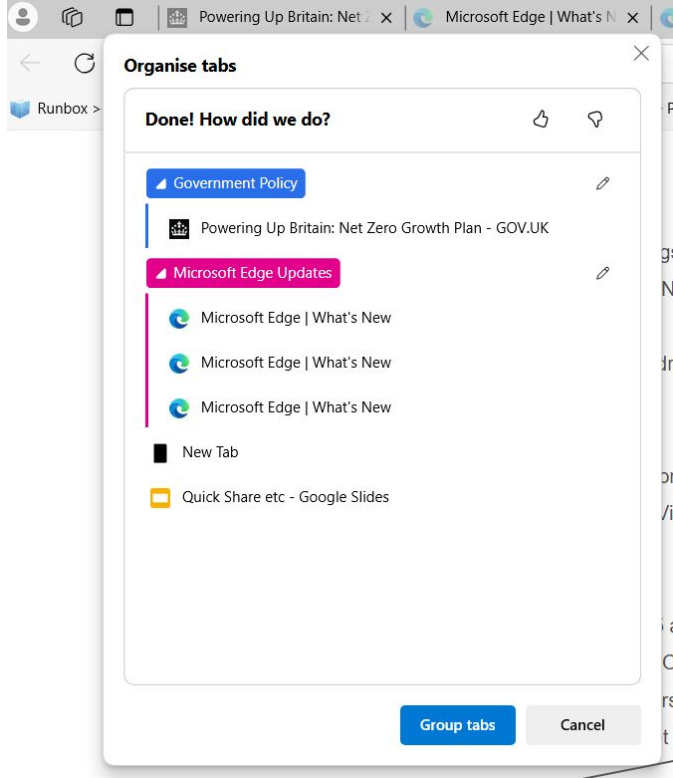 Powering Up Britain: Net
Microsoft Edge | What's N
Runbox >
Organise tabs
Done! How did we do?
Government Policy
Powering Up Britain: Net Zero Growth Plan - GOV.UK
Microsoft Edge Updates
Microsoft Edge | What's New
Microsoft Edge | What's New
Microsoft Edge | What's New
New Tab
Quick Share etc - Google Slides
Group tabs Cancel